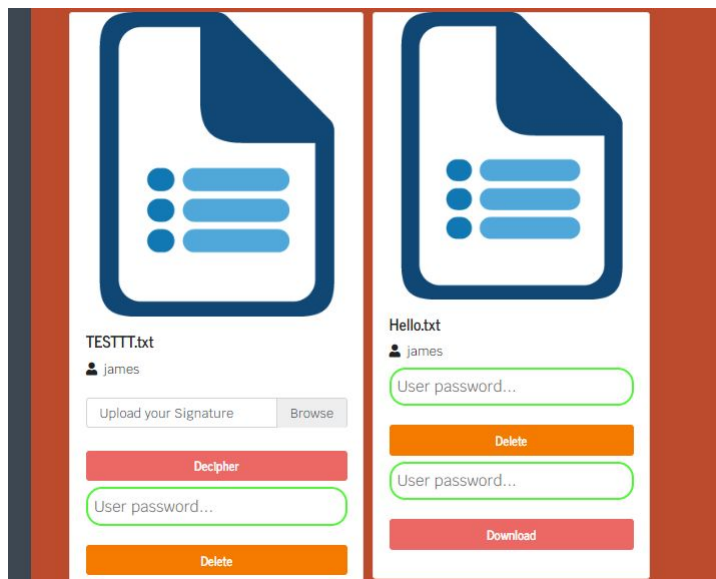 TESTTT.txt
james
Upload your Signature Browse
Decipher
User password...
Delete
Hello.txt
james
User password...
Delete
User password...
Download